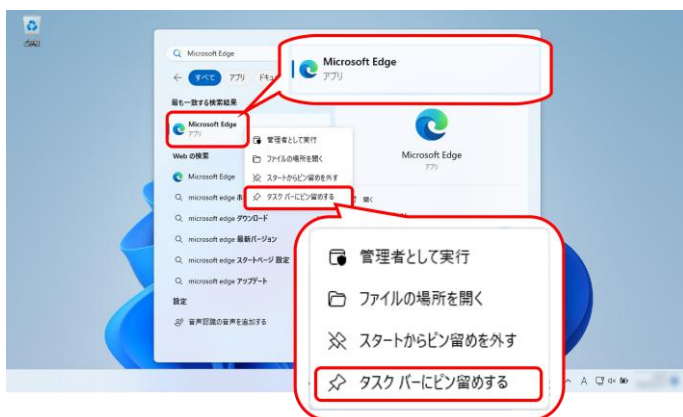 Microsoft Edge
すべて
アプリ
最も一致する検索結果
Microsoft Edge
アプリ
Web の検索
Microsoft Edge
microsoft edge
microsoft edge ダウンロード
microsoft edge 最新バージョン
microsoft edge スタートページ 設定
microsoft edge アップデート
設定
音声認識の音声を追加する
管理者として実行
ファイルの場所を開く
スタートからピン留めを外す
タスク バーにピン留めする
Microsoft Edge
アプリ
Microsoft Edge
アプリ
開く
管理者として実行
ファイルの場所を開く
スタートからピン留めを外す
タスク バーにピン留めする
A